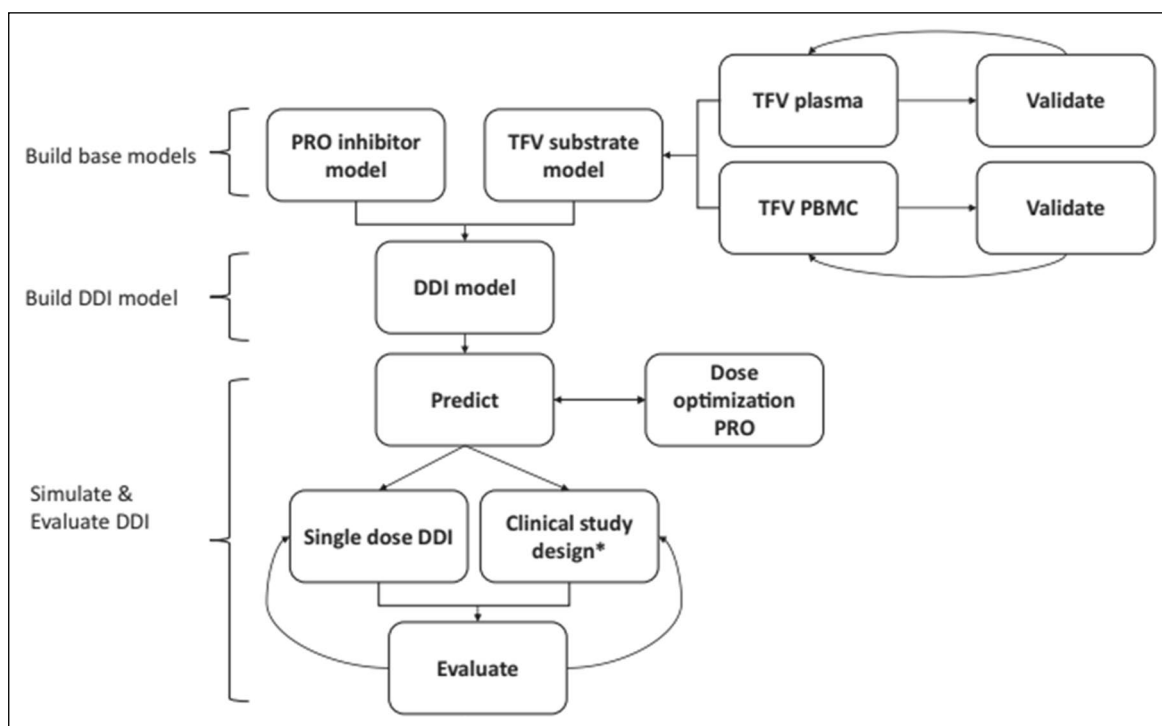 Build base models
PRO inhibitor
model
TFV substrate
model
TFV plasma
Validate
TFV PBMC
Validate
Build DDI model
DDI model
Simulate &
Evaluate DDI
Predict
Dose
optimization
PRO
Single dose DDI
Clinical study
design*
Evaluate